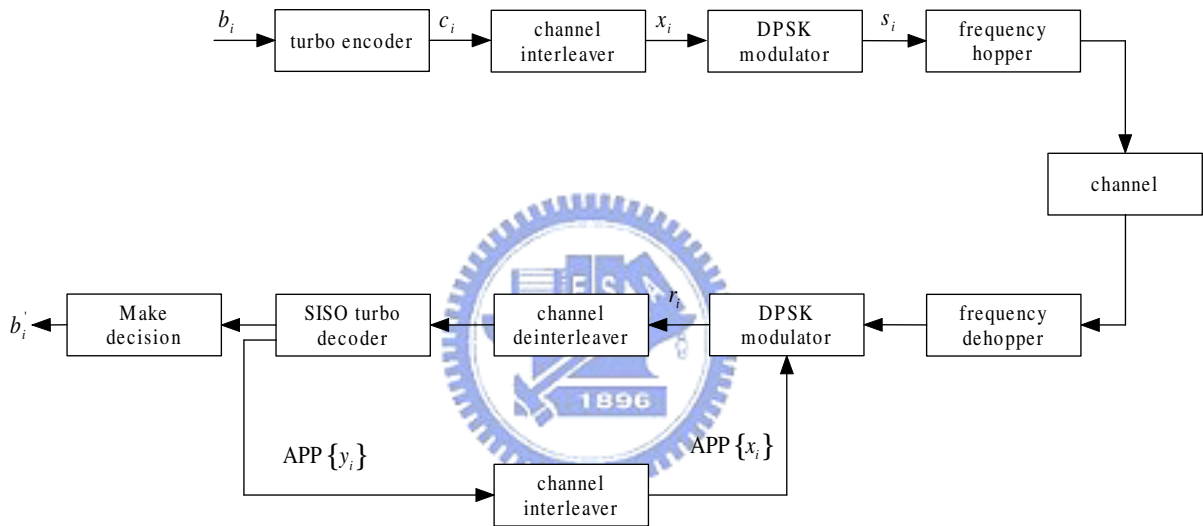 b_i
turbo encoder
c_i
channel
interleaver
x_i
DPSK
modulator
s_i
frequency
hopper
channel
b_i'
Make
decision
SISO turbo
decoder
channel
deinterleaver
r_i
DPSK
modulator
frequency
dehopper
1896
APP {y_i}
APP {x_i}
channel
interleaver